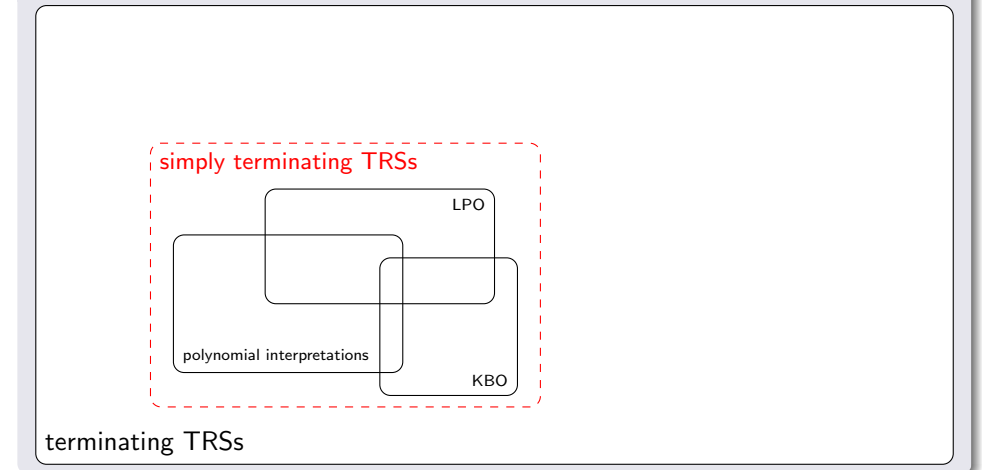 simply terminating TRSs
LPO
polynomial interpretations
KBO
terminating TRSs